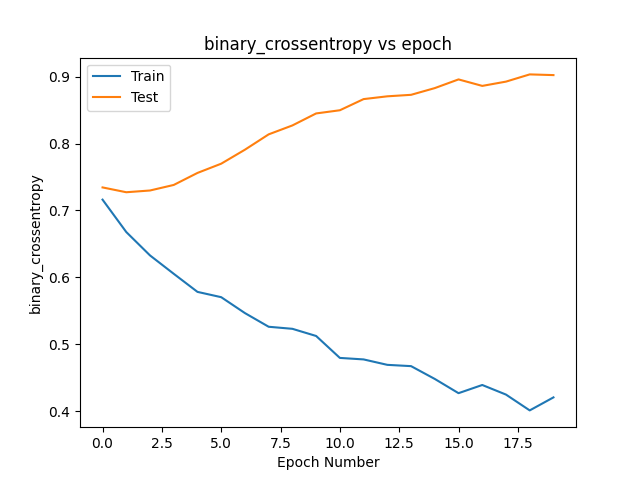 binary_crossentropy vs epoch
Train
Test
binary_crossentropy
0.9
0.8
0.7
0.6
0.5
0.4
0.0 2.5 5.0 7.5 10.0 12.5 15.0 17.5
Epoch Number